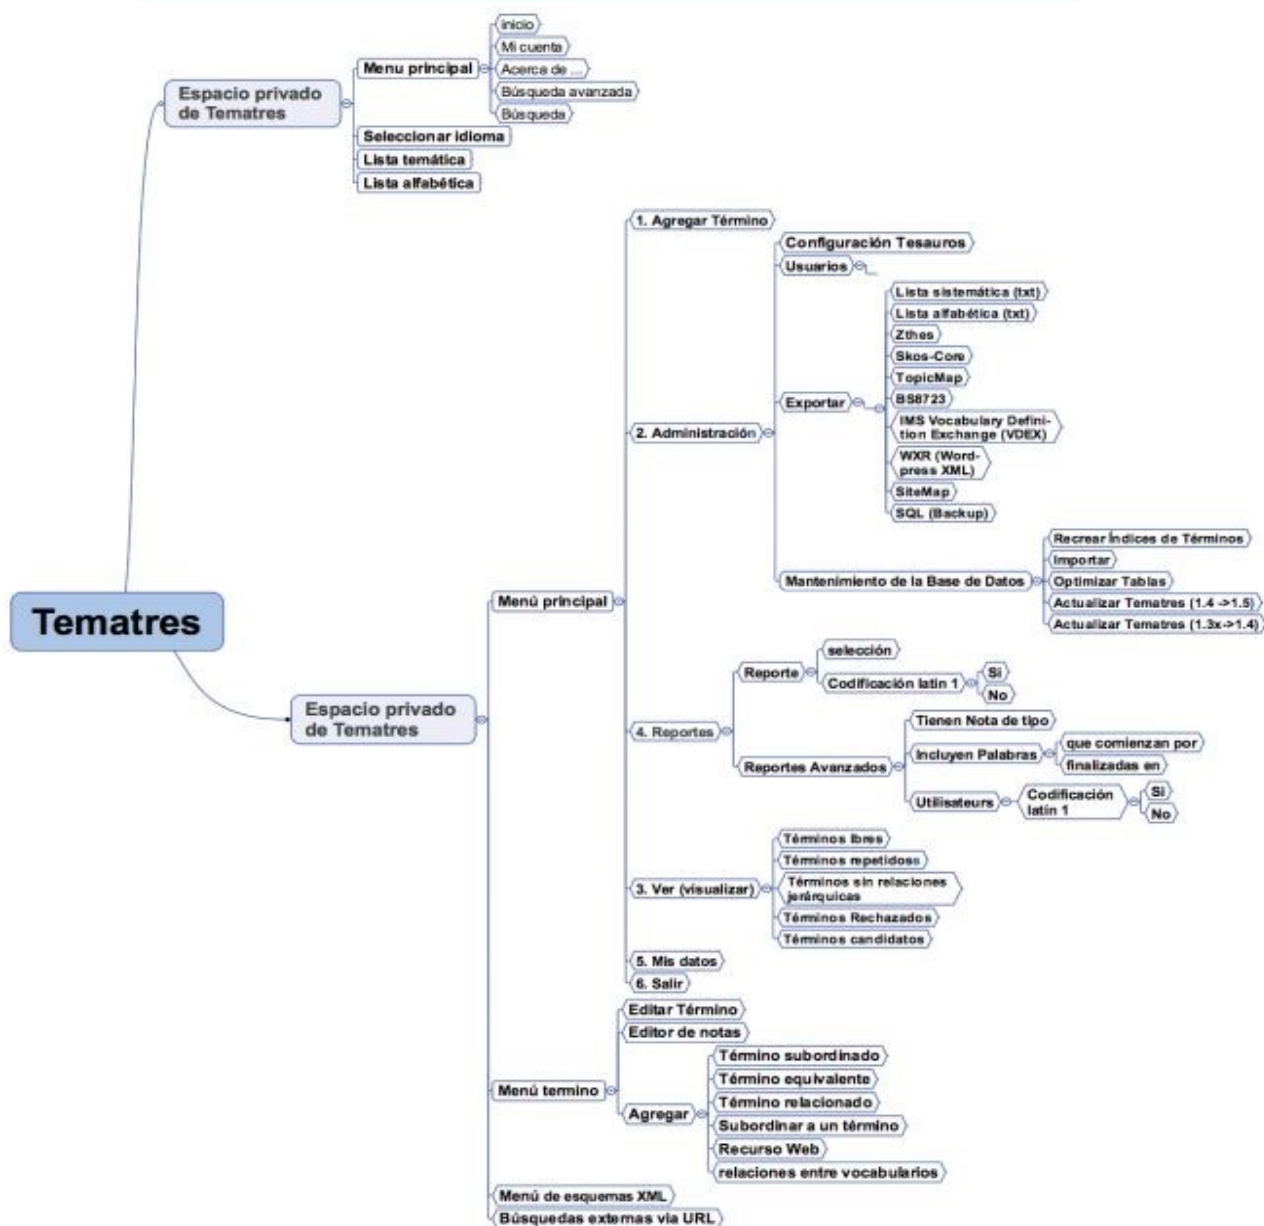 Tematres
Espacio privado
de Tematres
Menu principal
inicio
Mi cuenta
Acerca de ...
Búsqueda avanzada
Búsqueda
Seleccionar idioma
Lista temática
Lista alfabética
Espacio privado
de Tematres
Menú principal
1. Agregar Término
2. Administración
Configuración Tesauros
Usuarios
Exportar
Lista sistemática (txt)
Lista alfabética (txt)
Zthes
Skos-Core
TopicMap
BS8723
IMS Vocabulary Defini-
tion Exchange (VDEX)
WXR (Word-
press XML)
SiteMap
SQL (Backup)
Mantenimiento de la Base de Datos
Recrear Índices de Términos
Importar
Optimizar Tablas
Actualizar Tematres (1.4 ->1.5)
Actualizar Tematres (1.3x->1.4)
4. Reportes
Reporte
selección
Codificación latin 1
Si
No
Reportes Avanzados
Tienen Nota de tipo
Incluyen Palabras
que comienzan por
finalizadas en
Utilisateurs
Codificación
latin 1
Si
No
3. Ver (visualizar)
Términos lbres
Términos repetidoss
Términos sin relaciones
jerárquicas
Términos Rechazados
Términos candidatos
5. Mis datos
6. Salir
Menú termino
Editar Término
Editor de notas
Agregar
Término subordinado
Término equivalente
Término relacionado
Subordinar a un término
Recurso Web
relaciones entre vocabularios
Menú de esquemas XML
Búsquedas externas via URL